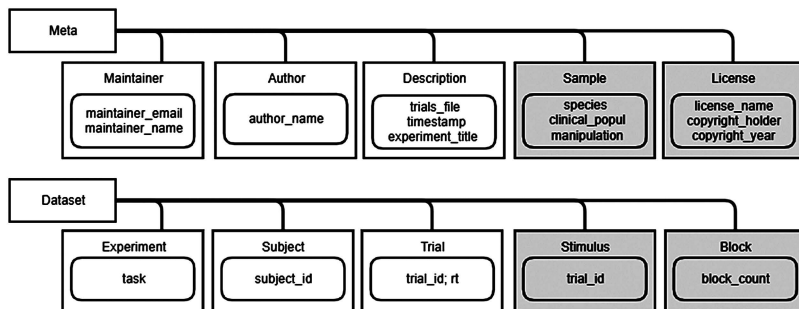 Meta
Maintainer
maintainer_email
maintainer_name
Author
author_name
Description
trials_file
timestamp
experiment_title
Sample
species
clinical_popul
manipulation
License
license_name
copyright_holder
copyright_year
Dataset
Experiment
task
Subject
subject_id
Trial
trial_id; rt
Stimulus
trial_id
Block
block_count